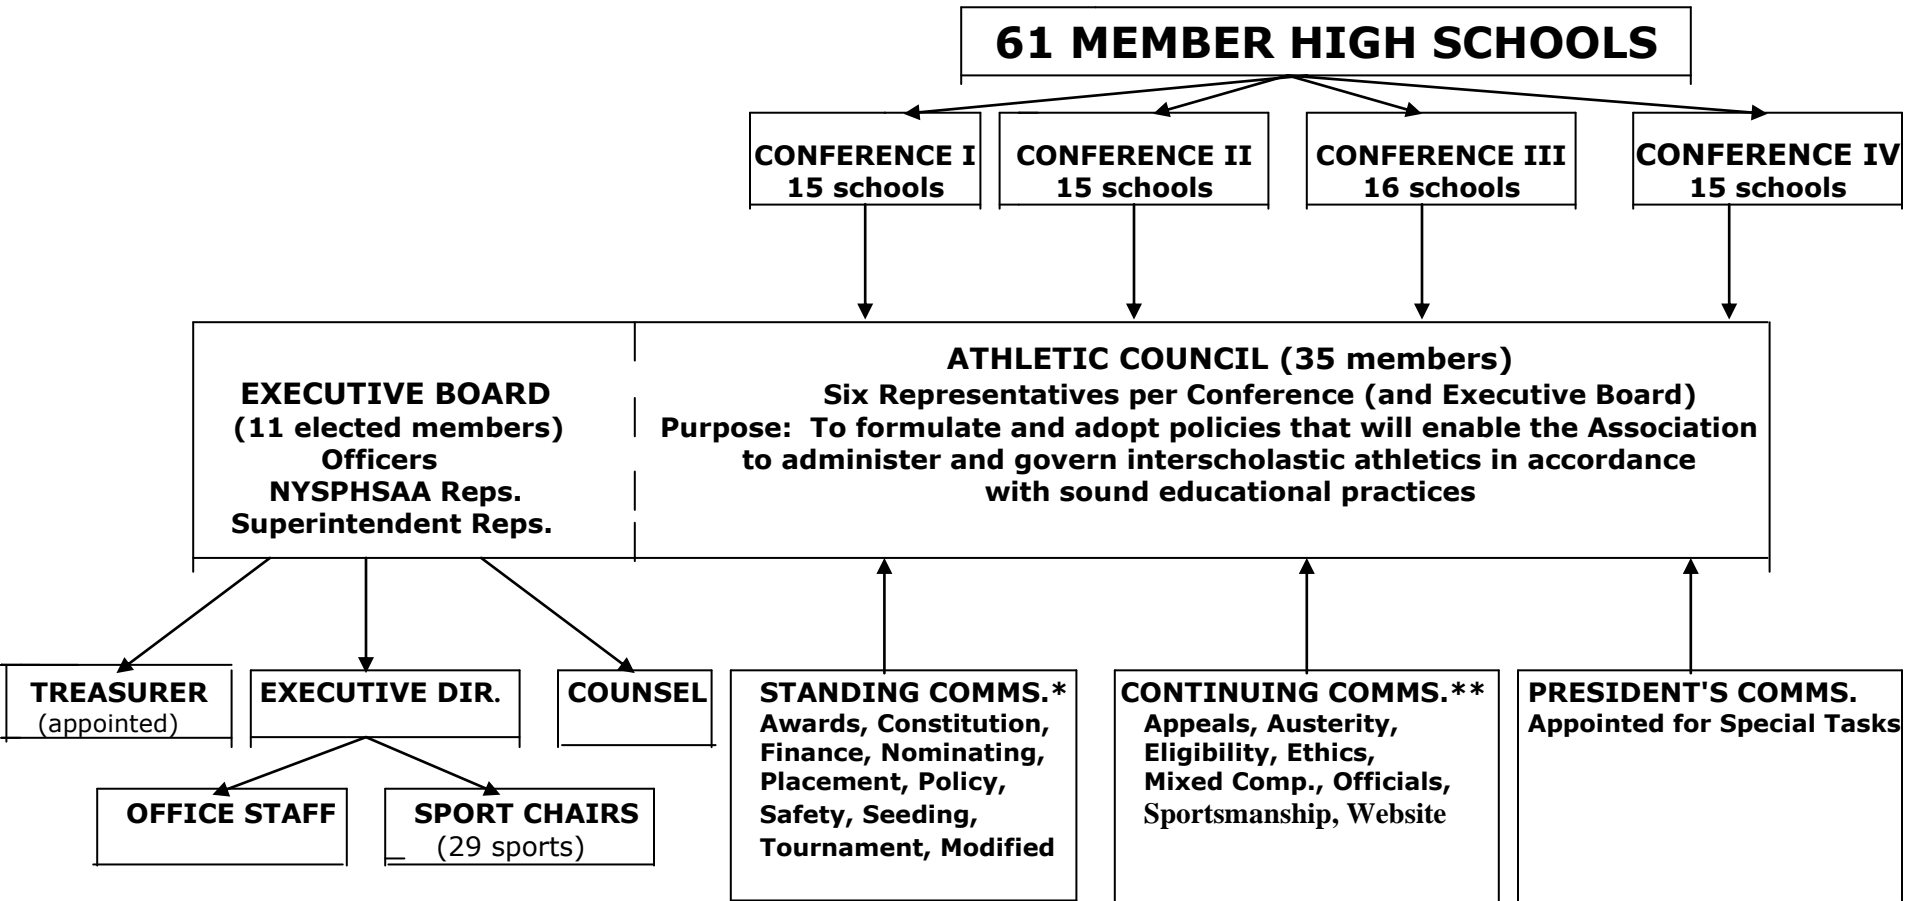 61 MEMBER HIGH SCHOOLS
CONFERENCE I
15 schools
CONFERENCE II
15 schools
CONFERENCE III
16 schools
CONFERENCE IV
15 schools
EXECUTIVE BOARD
(11 elected members)
Officers
NYSPHSAA Reps.
Superintendent Reps.
ATHLETIC COUNCIL (35 members)
Six Representatives per Conference (and Executive Board)
Purpose: To formulate and adopt policies that will enable the Association
to administer and govern interscholastic athletics in accordance
with sound educational practices
TREASURER
(appointed)
EXECUTIVE DIR.
COUNSEL
OFFICE STAFF
SPORT CHAIRS
(29 sports)
STANDING COMMS.*
Awards, Constitution,
Finance, Nominating,
Placement, Policy,
Safety, Seeding,
Tournament, Modified
CONTINUING COMMS.**
Appeals, Austerity,
Eligibility, Ethics,
Mixed Comp., Officials,
Sportsmanship, Website
PRESIDENT'S COMMS.
Appointed for Special Tasks